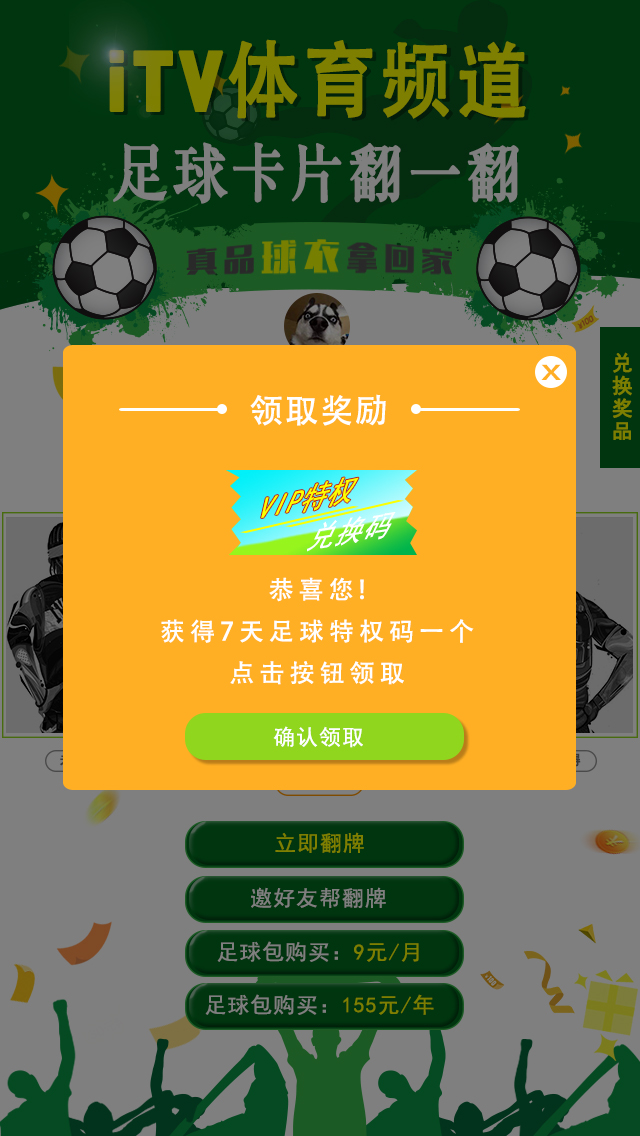 iTV体育频道
足球卡片翻一翻
真品球衣拿回家
¥100
兑换奖品
领取奖励
VIP特权
兑换码
恭喜您!
获得7天足球特权码一个
点击按钮领取
确认领取
立即翻牌
邀好友帮翻牌
足球包购买：9元/月
足球包购买：155元/年